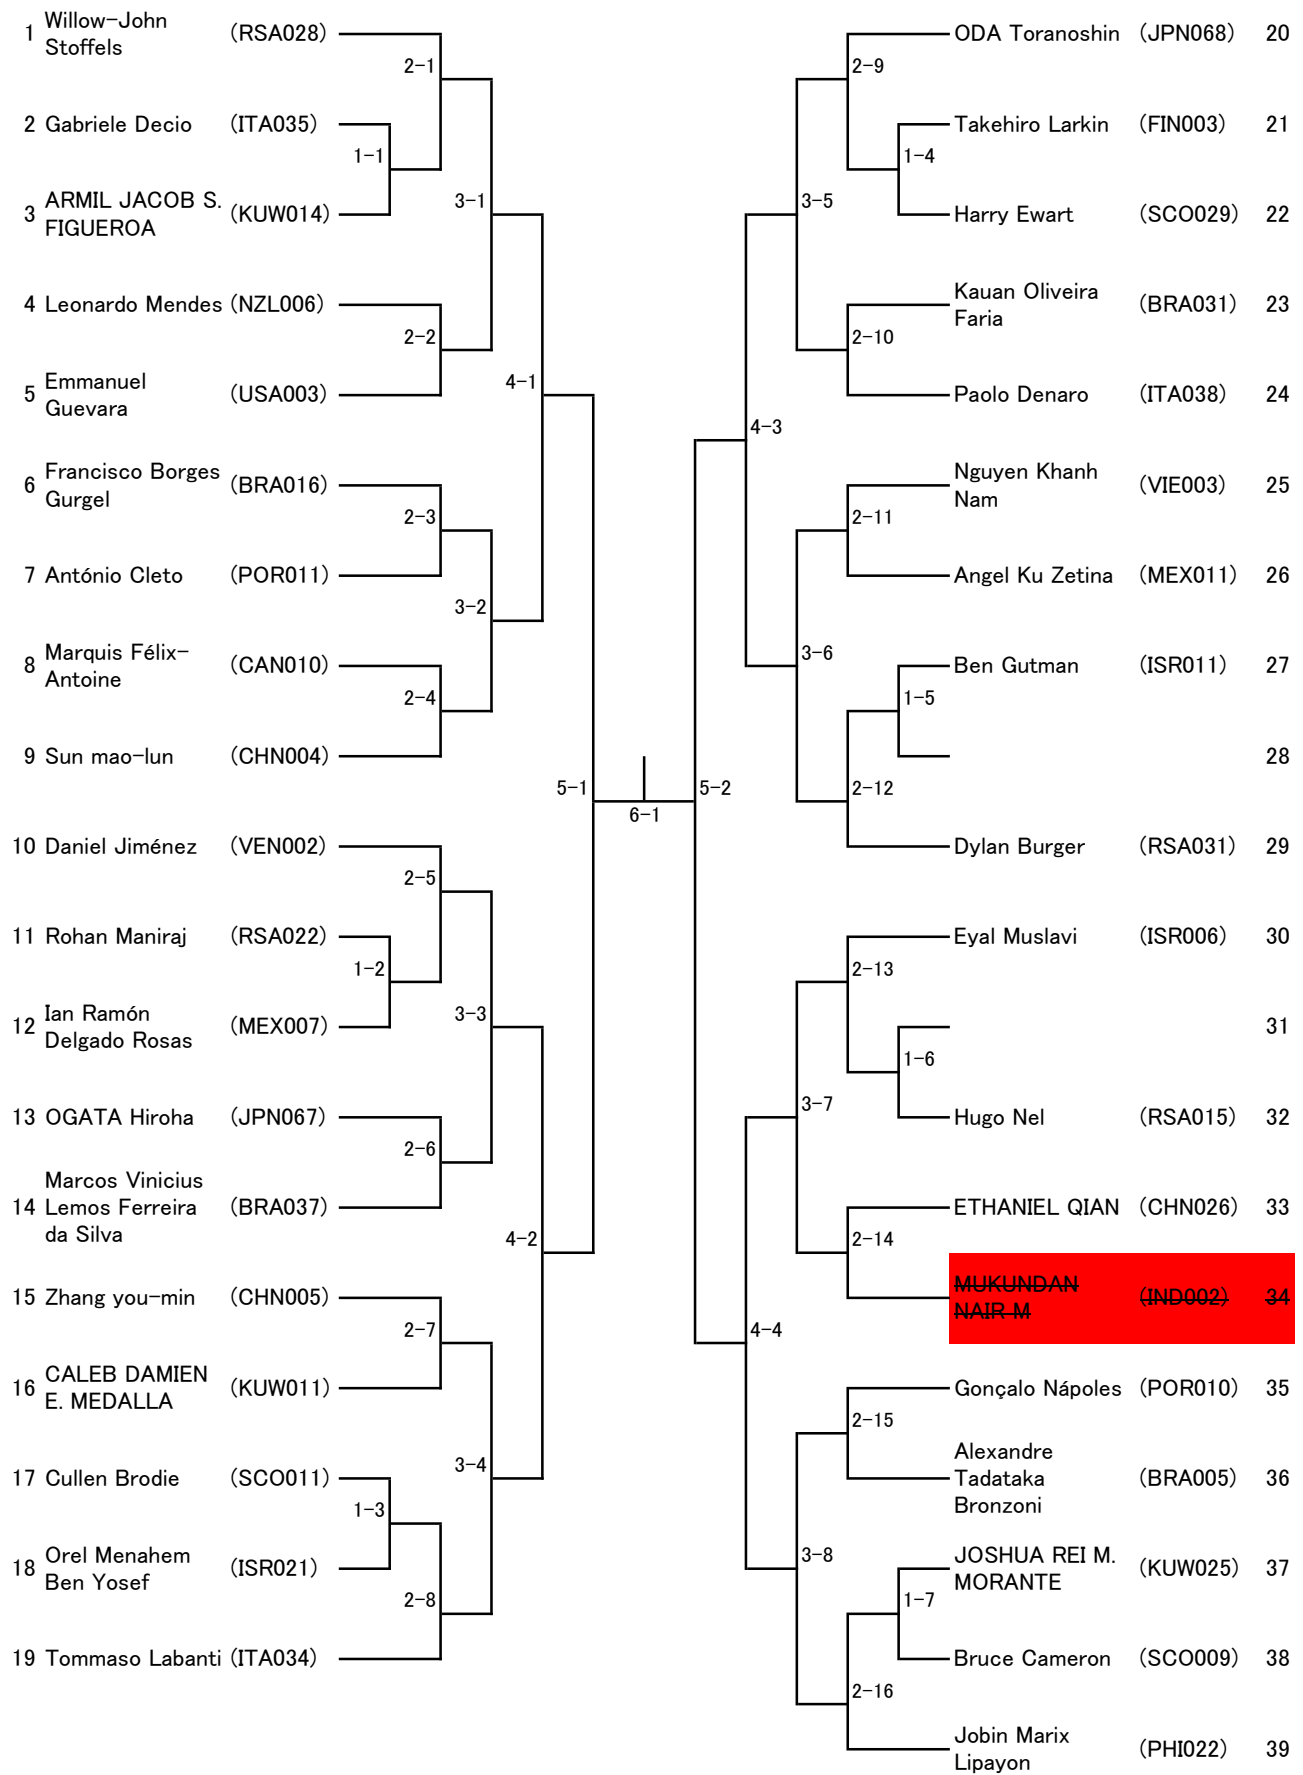 1 Willow-John Stoffels (RSA028)
2 Gabriele Decio (ITA035)
3 ARMIL JACOB S. FIGUEROA (KUW014)
4 Leonardo Mendes (NZL006)
5 Emmanuel Guevara (USA003)
6 Francisco Borges Gurgel (BRA016)
7 António Cleto (POR011)
8 Marquis Félix-Antoine (CAN010)
9 Sun mao-lun (CHN004)
10 Daniel Jiménez (VEN002)
11 Rohan Maniraj (RSA022)
12 Ian Ramón Delgado Rosas (MEX007)
13 OGATA Hiroha (JPN067)
14 Marcos Vinicius Lemos Ferreira da Silva (BRA037)
15 Zhang you-min (CHN005)
16 CALEB DAMIEN E. MEDALLA (KUW011)
17 Cullen Brodie (SCO011)
18 Orel Menahem Ben Yosef (ISR021)
19 Tommaso Labanti (ITA034)
1-1
1-2
1-3
2-1
2-2
2-3
2-4
2-5
2-6
2-7
2-8
3-1
3-2
3-3
3-4
4-1
4-2
5-1
6-1
5-2
4-3
4-4
3-5
3-6
3-7
3-8
2-9
2-10
2-11
2-12
2-13
2-14
2-15
2-16
1-4
1-5
1-6
1-7
ODA Toranoshin (JPN068) 20
Takehiro Larkin (FIN003) 21
Harry Ewart (SCO029) 22
Kauan Oliveira Faria (BRA031) 23
Paolo Denaro (ITA038) 24
Nguyen Khanh Nam (VIE003) 25
Angel Ku Zetina (MEX011) 26
Ben Gutman (ISR011) 27
28
Dylan Burger (RSA031) 29
Eyal Muslavi (ISR006) 30
31
Hugo Nel (RSA015) 32
ETHANIEL QIAN (CHN026) 33
MUKUNDAN NAIR M (IND002) 34
Gonçalo Nápoles (POR010) 35
Alexandre Tadataka Bronzoni (BRA005) 36
JOSHUA REI M. MORANTE (KUW025) 37
Bruce Cameron (SCO009) 38
Jobin Marix Lipayon (PHI022) 39